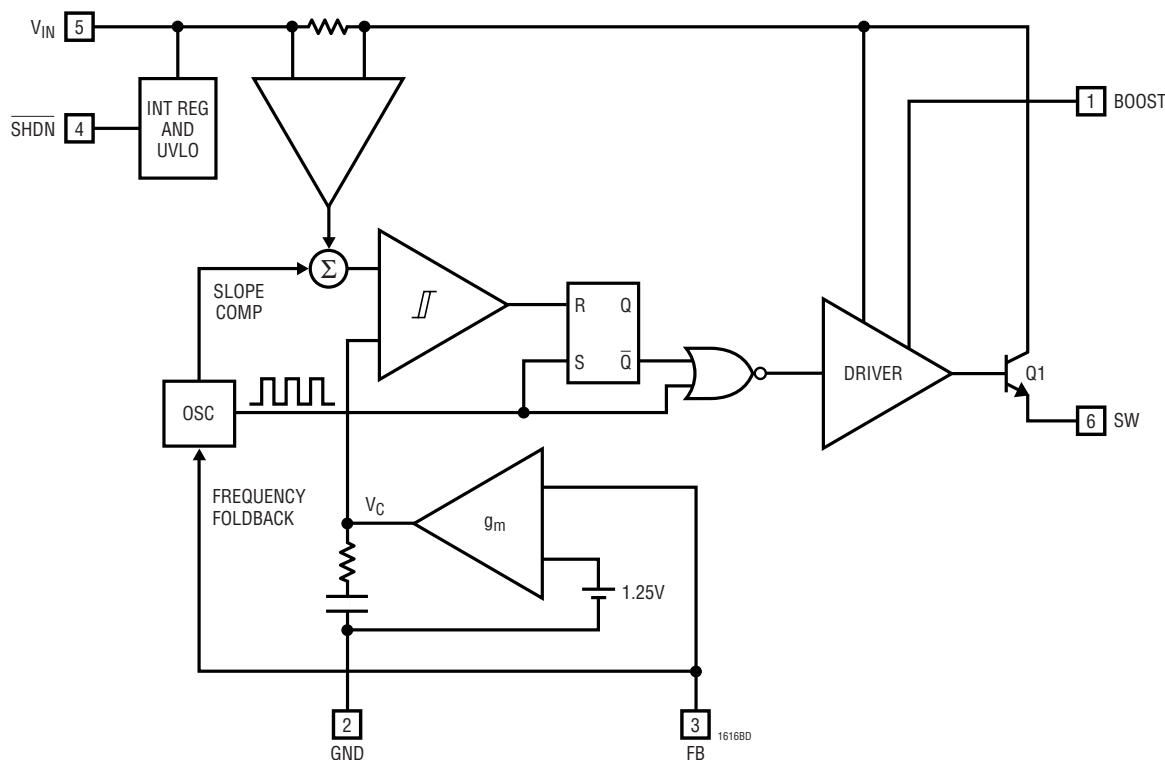 V_IN 5
S̅H̅D̅N̅ 4
INT REG
AND
UVLO
1 BOOST
Σ
SLOPE
COMP
R Q
S Q̅
DRIVER
Q1
6 SW
OSC
FREQUENCY
FOLDBACK
V_C
g_m
1.25V
2
GND
3
FB
1616BD